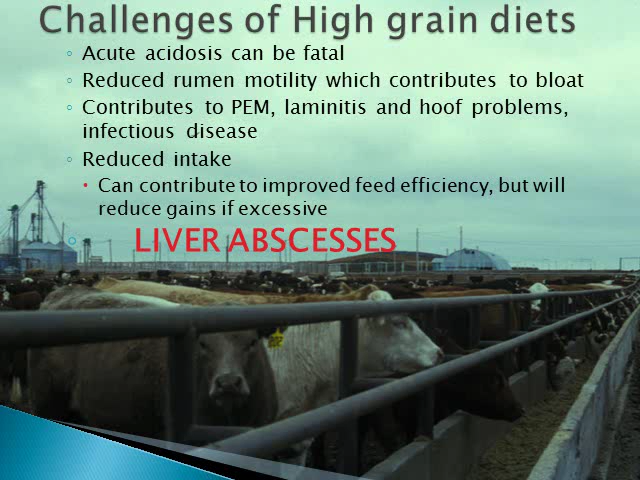 Challenges of High grain diets
◦ Acute acidosis can be fatal
◦ Reduced rumen motility which contributes to bloat
◦ Contributes to PEM, laminitis and hoof problems,
infectious disease
◦ Reduced intake
• Can contribute to improved feed efficiency, but will
reduce gains if excessive
◦ LIVER ABSCESSES